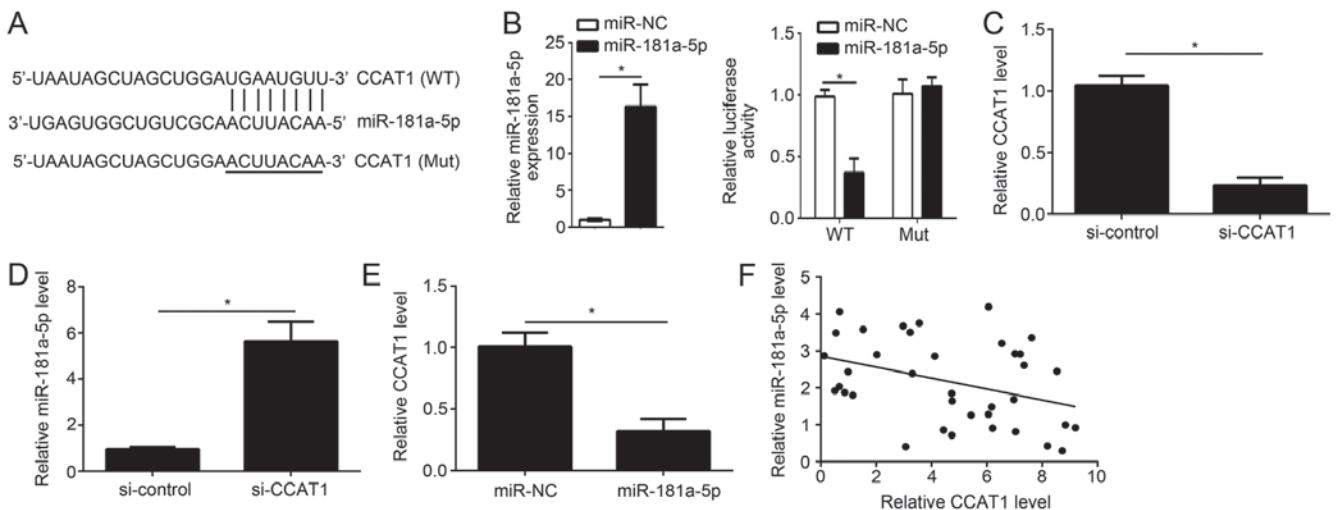 A
5'-UAAUAGCUAGCUGGAUGAAUGUU-3' CCAT1 (WT)
3'-UGAGUGGCUGUCGCAACUUACAA-5' miR-181a-5p
5'-UAAUAGCUAGCUGGAACUUACAA-3' CCAT1 (Mut)
B
miR-NC
miR-181a-5p
Relative miR-181a-5p
expression
25
20
15
10
5
0
*
miR-NC
miR-181a-5p
Relative luciferase
activity
1.5
1.0
0.5
0.0
*
WT Mut
C
Relative CCAT1 level
1.5
1.0
0.5
0.0
*
si-control si-CCAT1
D
Relative miR-181a-5p level
8
6
4
2
0
*
si-control si-CCAT1
E
Relative CCAT1 level
1.5
1.0
0.5
0.0
*
miR-NC miR-181a-5p
F
Relative miR-181a-5p level
5
4
3
2
1
0
0 2 4 6 8 10
Relative CCAT1 level